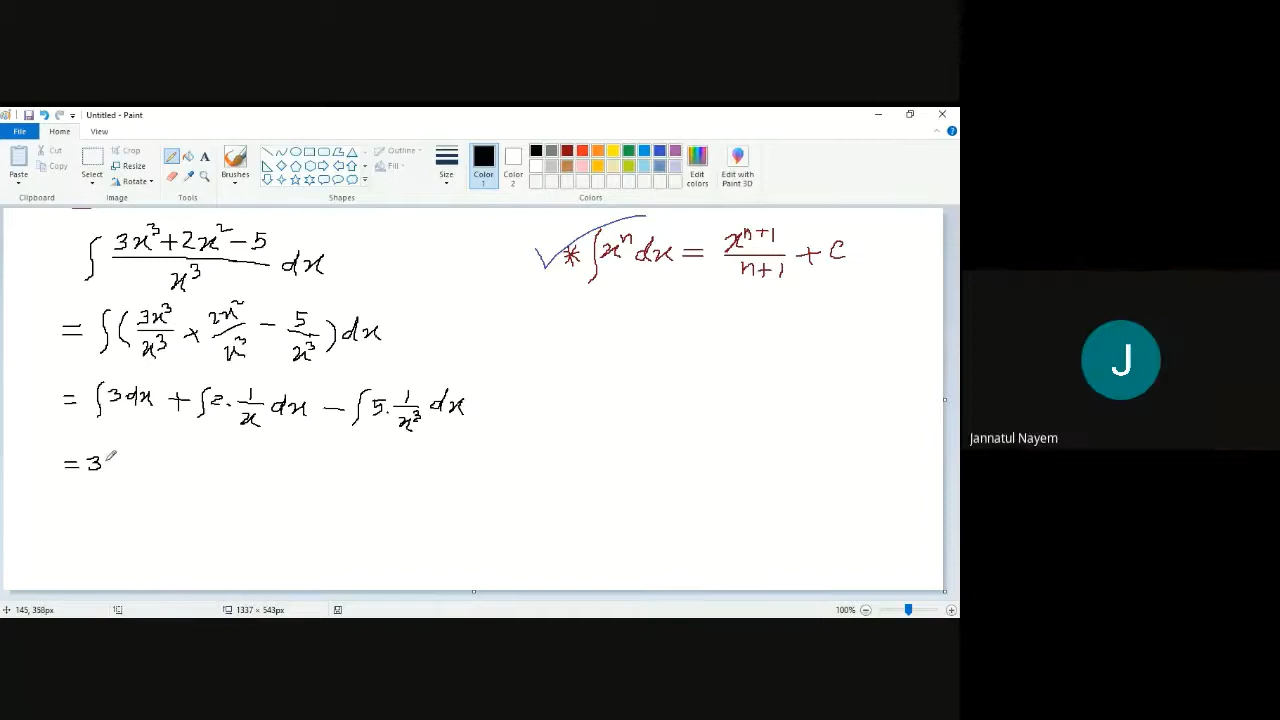 Untitled - Paint
File Home View
Paste
Cut
Copy
Clipboard
Select
Crop
Resize
Rotate
Image
A
Tools
Brushes
Outline
Fill
Shapes
Size
Color 1
Color 2
Edit colors
Edit with Paint 3D
Colors
∫ (3x³+2x²-5)/x³ dx
* ∫xⁿdx = xⁿ⁺¹/(n+1) + c
= ∫(3x³/x³ + 2x²/x³ - 5/x³)dx
= ∫3dx + ∫2.1/x dx - ∫5.1/x³ dx
= 3
Jannatul Nayem
J
145, 358px
1337 × 543px
100%